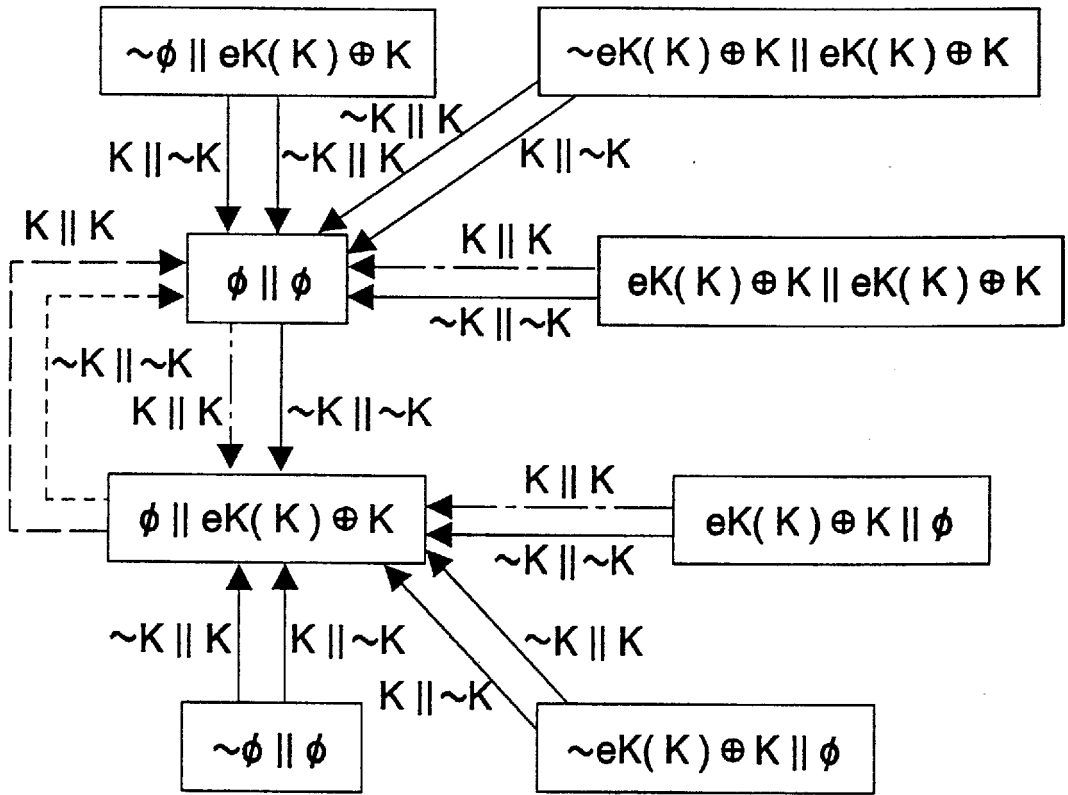 ~ϕ || eK( K ) ⊕ K
~eK( K ) ⊕ K || eK( K ) ⊕ K
~K || K
K || ~K
~K || K
K || ~K
K || K
K || K
ϕ || ϕ
eK( K ) ⊕ K || eK( K ) ⊕ K
~K || ~K
~K || ~K
K || K
~K || ~K
K || K
ϕ || eK( K ) ⊕ K
eK( K ) ⊕ K || ϕ
~K || ~K
~K || K
K || ~K
~K || K
K || ~K
~ϕ || ϕ
~eK( K ) ⊕ K || ϕ